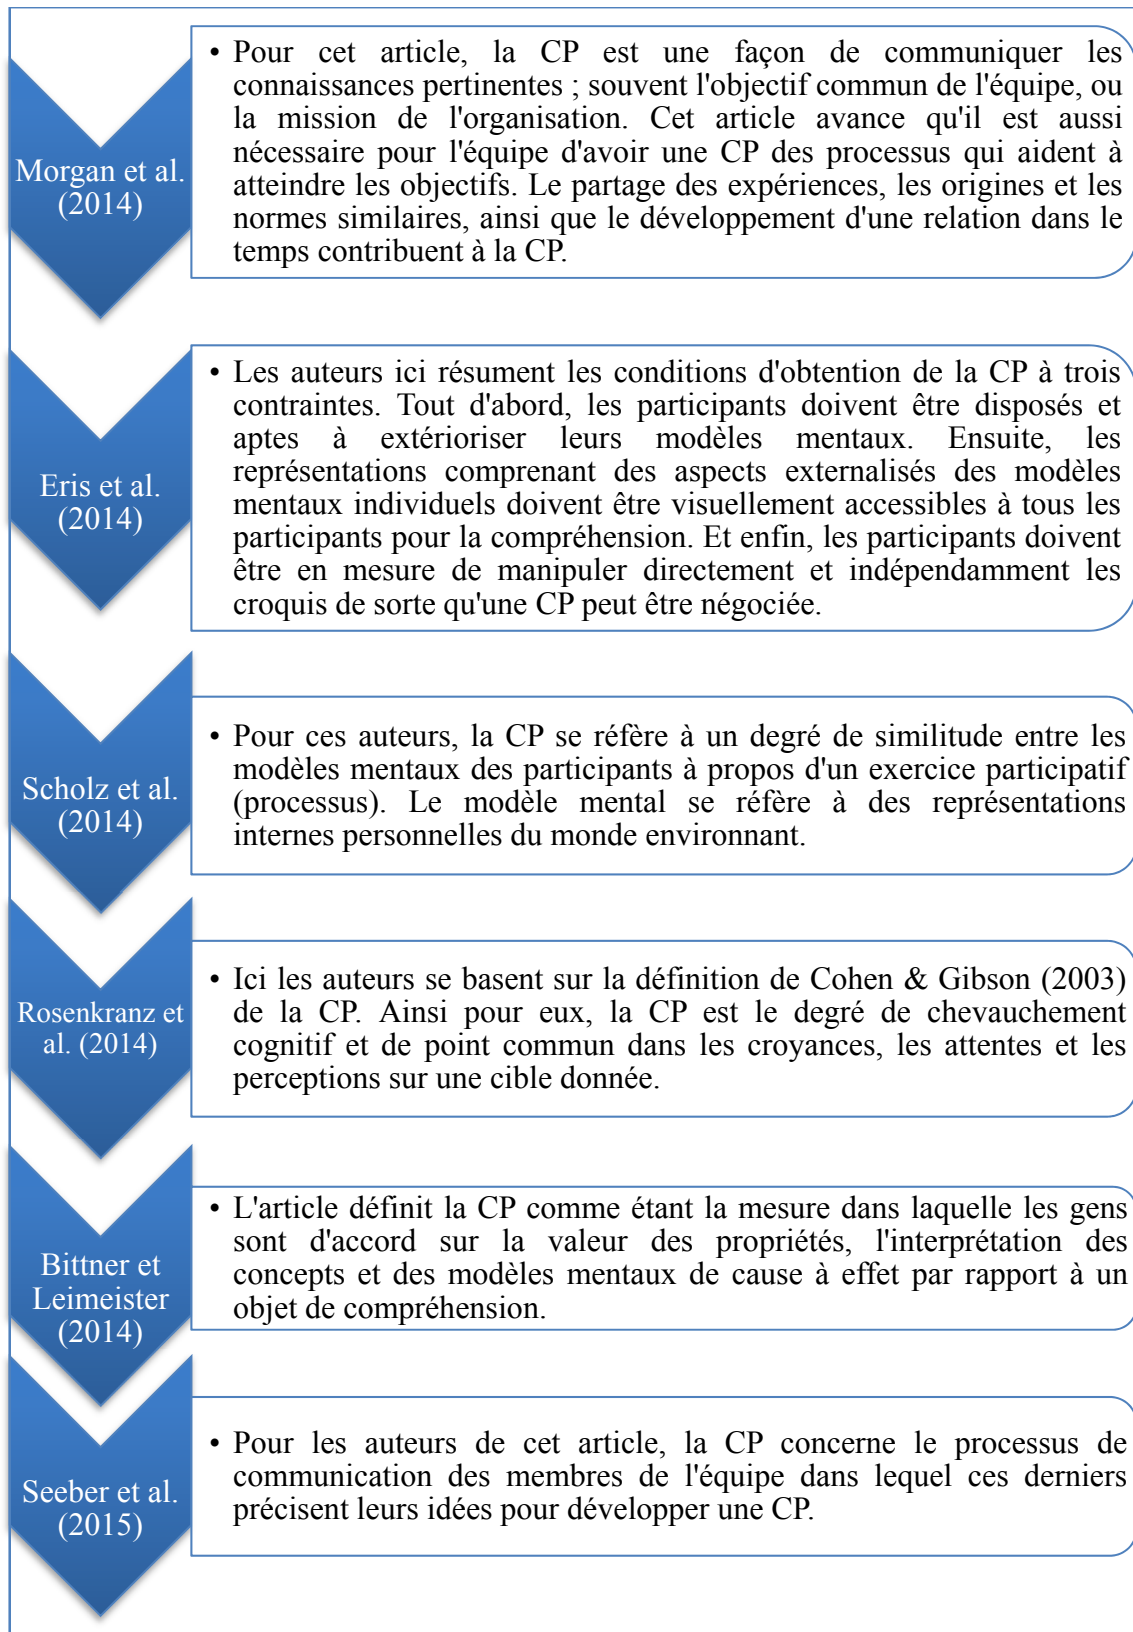 Morgan et al.
(2014)
• Pour cet article, la CP est une façon de communiquer les
connaissances pertinentes ; souvent l'objectif commun de l'équipe, ou
la mission de l'organisation. Cet article avance qu'il est aussi
nécessaire pour l'équipe d'avoir une CP des processus qui aident à
atteindre les objectifs. Le partage des expériences, les origines et les
normes similaires, ainsi que le développement d'une relation dans le
temps contribuent à la CP.
Eris et al.
(2014)
• Les auteurs ici résument les conditions d'obtention de la CP à trois
contraintes. Tout d'abord, les participants doivent être disposés et
aptes à extérioriser leurs modèles mentaux. Ensuite, les
représentations comprenant des aspects externalisés des modèles
mentaux individuels doivent être visuellement accessibles à tous les
participants pour la compréhension. Et enfin, les participants doivent
être en mesure de manipuler directement et indépendamment les
croquis de sorte qu'une CP peut être négociée.
Scholz et al.
(2014)
• Pour ces auteurs, la CP se réfère à un degré de similitude entre les
modèles mentaux des participants à propos d'un exercice participatif
(processus). Le modèle mental se réfère à des représentations
internes personnelles du monde environnant.
Rosenkranz et
al. (2014)
• Ici les auteurs se basent sur la définition de Cohen & Gibson (2003)
de la CP. Ainsi pour eux, la CP est le degré de chevauchement
cognitif et de point commun dans les croyances, les attentes et les
perceptions sur une cible donnée.
Bittner et
Leimeister
(2014)
• L'article définit la CP comme étant la mesure dans laquelle les gens
sont d'accord sur la valeur des propriétés, l'interprétation des
concepts et des modèles mentaux de cause à effet par rapport à un
objet de compréhension.
Seeber et al.
(2015)
• Pour les auteurs de cet article, la CP concerne le processus de
communication des membres de l'équipe dans lequel ces derniers
précisent leurs idées pour développer une CP.